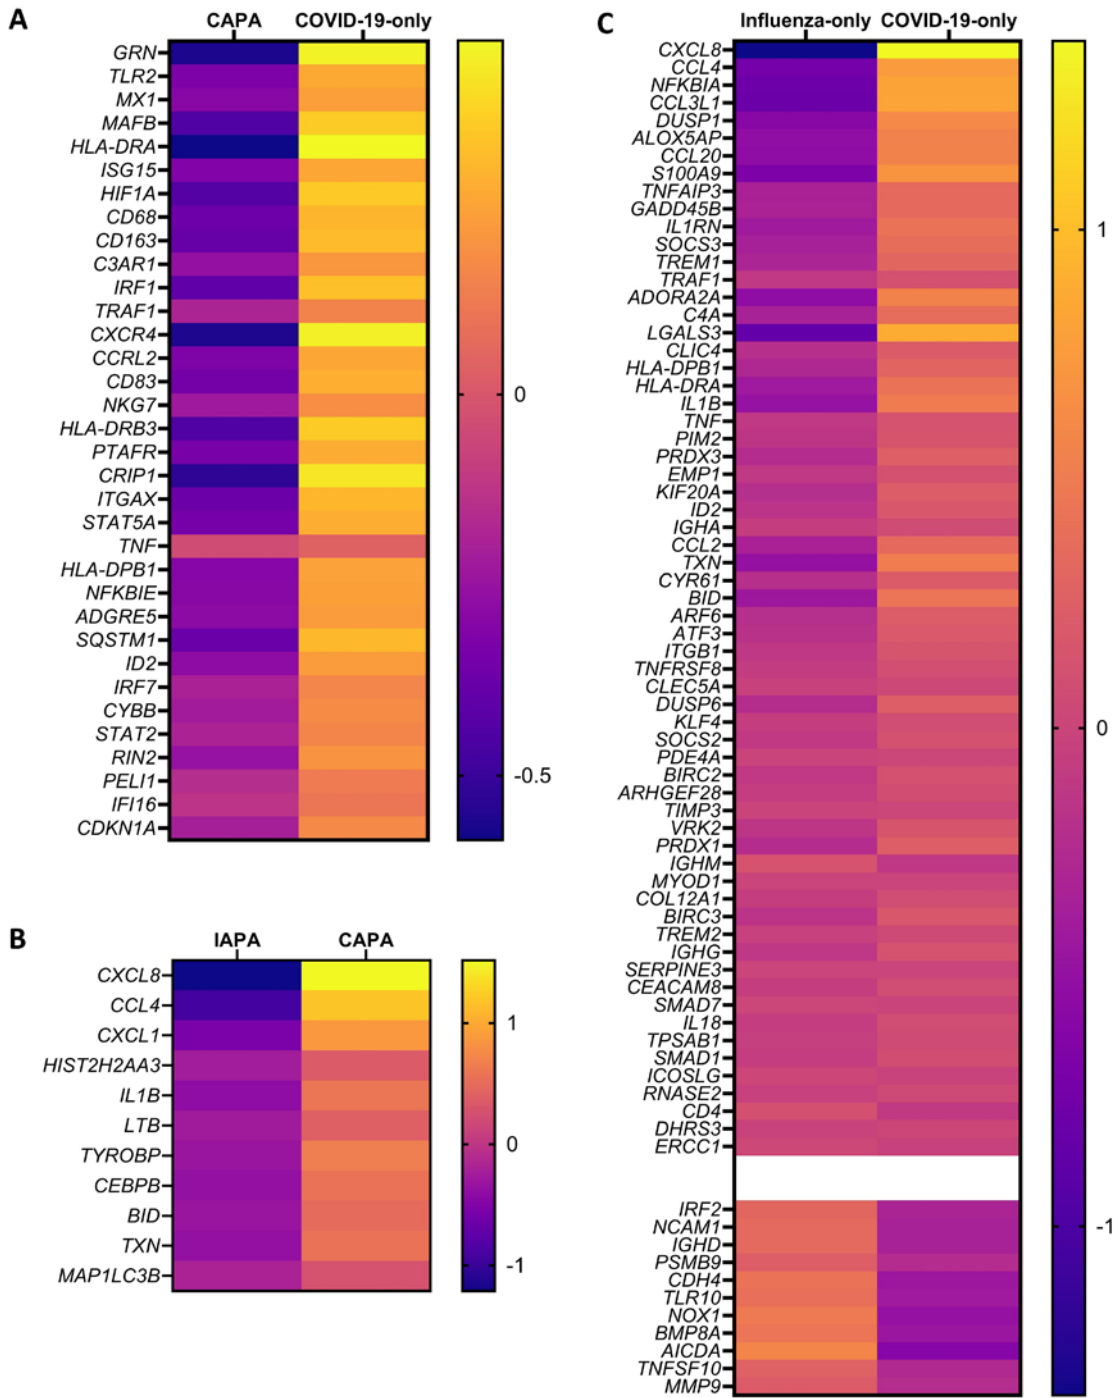 A
CAPA COVID-19-only
GRN
TLR2
MX1
MAFB
HLA-DRA
ISG15
HIF1A
CD68
CD163
C3AR1
IRF1
TRAF1
CXCR4
CCRL2
CD83
NKG7
HLA-DRB3
PTAFR
CRIP1
ITGAX
STAT5A
TNF
HLA-DPB1
NFKBIE
ADGRE5
SQSTM1
ID2
IRF7
CYBB
STAT2
RIN2
PELI1
IFI16
CDKN1A
0
-0.5
B
IAPA CAPA
CXCL8
CCL4
CXCL1
HIST2H2AA3
IL1B
LTB
TYROBP
CEBPB
BID
TXN
MAP1LC3B
1
0
-1
C
Influenza-only COVID-19-only
CXCL8
CCL4
NFKBIA
CCL3L1
DUSP1
ALOX5AP
CCL20
S100A9
TNFAIP3
GADD45B
IL1RN
SOCS3
TREM1
TRAF1
ADORA2A
C4A
LGALS3
CLIC4
HLA-DPB1
HLA-DRA
IL1B
TNF
PIM2
PRDX3
EMP1
KIF20A
ID2
IGHA
CCL2
TXN
CYR61
BID
ARF6
ATF3
ITGB1
TNFRSF8
CLEC5A
DUSP6
KLF4
SOCS2
PDE4A
BIRC2
ARHGEF28
TIMP3
VRK2
PRDX1
IGHM
MYOD1
COL12A1
BIRC3
TREM2
IGHG
SERPINE3
CEACAM8
SMAD7
IL18
TPSAB1
SMAD1
ICOSLG
RNASE2
CD4
DHRS3
ERCC1
IRF2
NCAM1
IGHD
PSMB9
CDH4
TLR10
NOX1
BMP8A
AICDA
TNFSF10
MMP9
1
0
-1